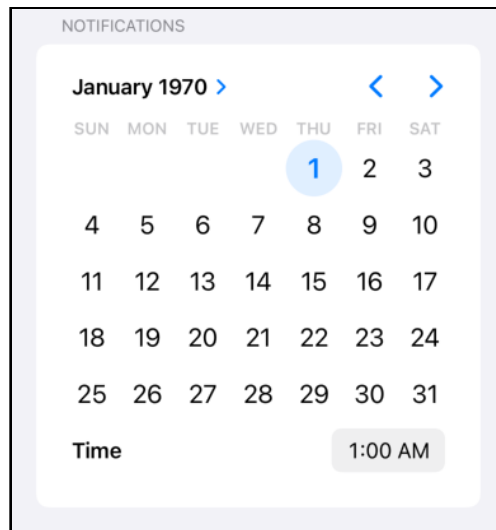 NOTIFICATIONS
January 1970 >
SUN MON TUE WED THU FRI SAT
1 2 3
4 5 6 7 8 9 10
11 12 13 14 15 16 17
18 19 20 21 22 23 24
25 26 27 28 29 30 31
Time 1:00 AM